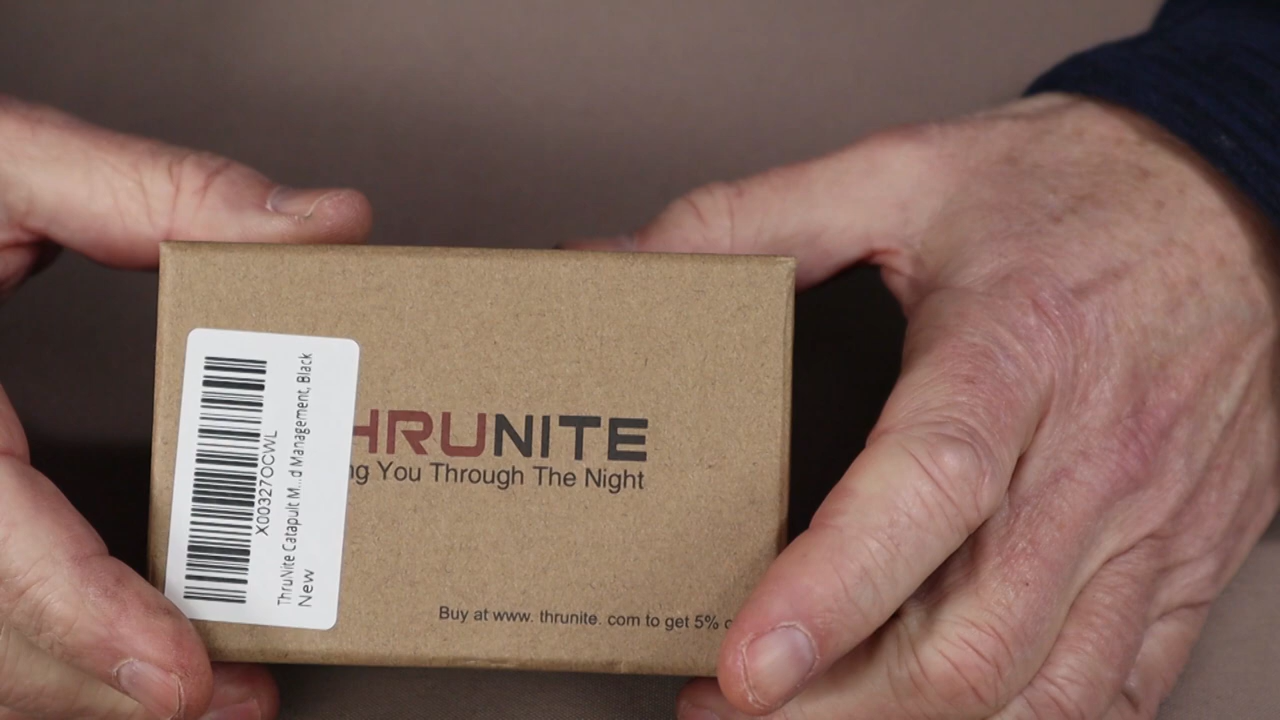 HRUNITE
ng You Through The Night
Buy at www. thrunite. com to get 5%
X00327OCWL
ThruNite Catapult M...d Management, Black
New